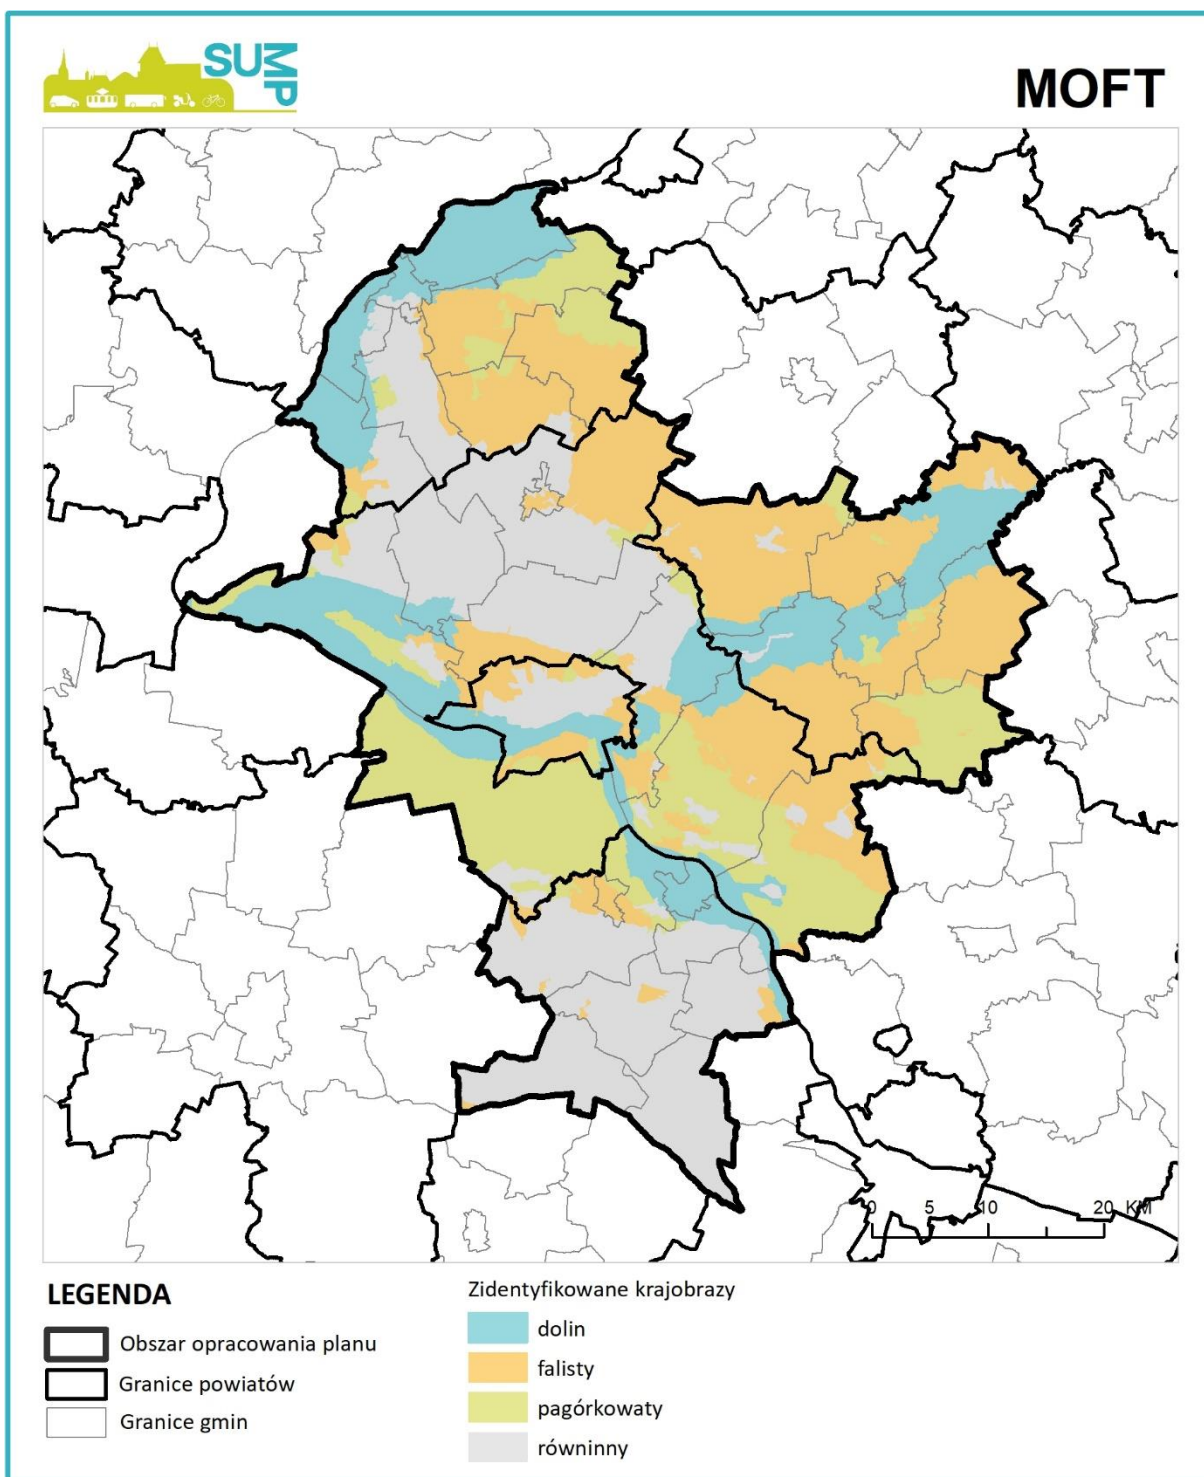 SUMP
MOFT
0 5 10 20 KM
LEGENDA
Obszar opracowania planu
Granice powiatów
Granice gmin
Zidentyfikowane krajobrazy
dolin
falisty
pagórkowaty
równinny